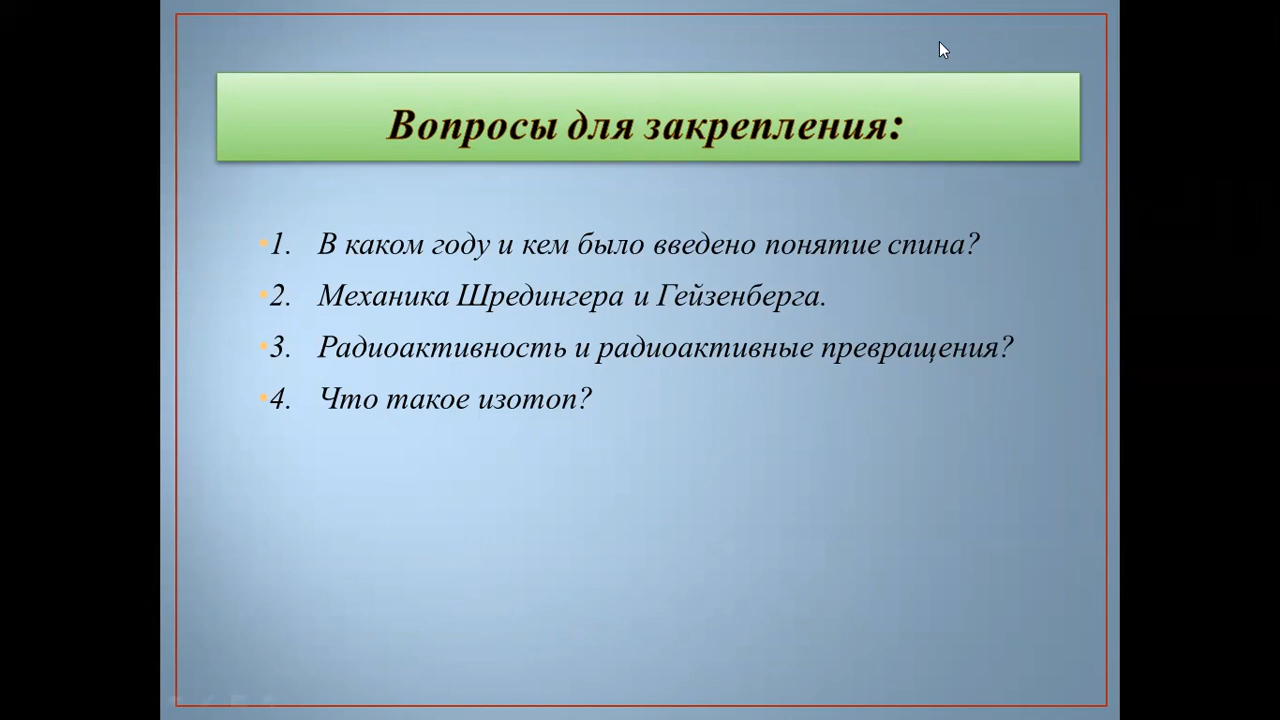 Вопросы для закрепления:
•1. В каком году и кем было введено понятие спина?
•2. Механика Шредингера и Гейзенберга.
•3. Радиоактивность и радиоактивные превращения?
•4. Что такое изотоп?